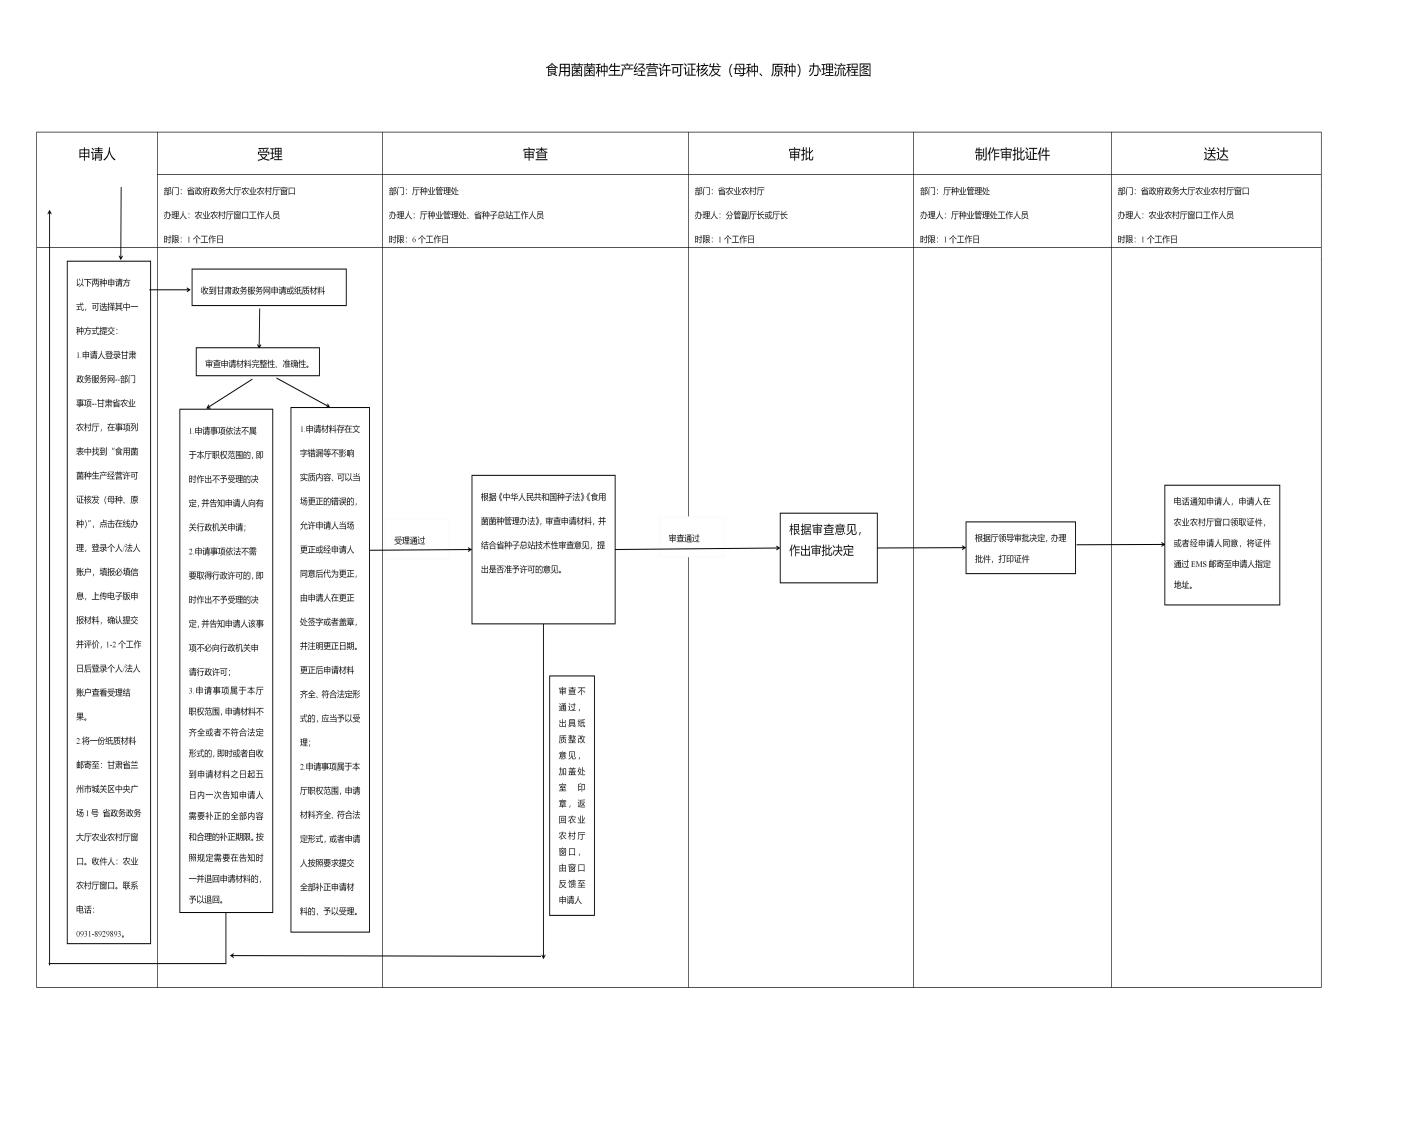 食用菌菌种生产经营许可证核发（母种、原种）办理流程图
申请人
受理
审查
审批
制作审批证件
送达
部门：省政府政务大厅农业农村厅窗口
办理人：农业农村厅窗口工作人员
时限：1 个工作日
部门：厅种业管理处
办理人：厅种业管理处、省种子总站工作人员
时限：6 个工作日
部门：省农业农村厅
办理人：分管副厅长或厅长
时限：1 个工作日
部门：厅种业管理处
办理人：厅种业管理处工作人员
时限：1 个工作日
部门：省政府政务大厅农业农村厅窗口
办理人：农业农村厅窗口工作人员
时限：1 个工作日
以下两种申请方
式，可选择其中一
种方式提交：
1.申请人登录甘肃
政务服务网--部门
事项--甘肃省农业
农村厅，在事项列
表中找到“食用菌
菌种生产经营许可
证核发（母种、原
种）”，点击在线办
理，登录个人/法人
账户，填报必填信
息，上传电子版申
报材料，确认提交
并评价，1-2 个工作
日后登录个人/法人
账户查看受理结
果。
2.将一份纸质材料
邮寄至：甘肃省兰
州市城关区中央广
场 1 号 省政务政务
大厅农业农村厅窗
口。收件人：农业
农村厅窗口。联系
电话：
0931-8929893。
收到甘肃政务服务网申请或纸质材料
审查申请材料完整性、准确性。
1.申请事项依法不属
于本厅职权范围的，即
时作出不予受理的决
定，并告知申请人向有
关行政机关申请；
2.申请事项依法不需
要取得行政许可的，即
时作出不予受理的决
定，并告知申请人该事
项不必向行政机关申
请行政许可；
3.申请事项属于本厅
职权范围，申请材料不
齐全或者不符合法定
形式的，即时或者自收
到申请材料之日起五
日内一次告知申请人
需要补正的全部内容
和合理的补正期限。按
照规定需要在告知时
一并退回申请材料的，
予以退回。
1.申请材料存在文
字错漏等不影响
实质内容，可以当
场更正的错误的，
允许申请人当场
更正或经申请人
同意后代为更正，
由申请人在更正
处签字或者盖章，
并注明更正日期。
更正后申请材料
齐全、符合法定形
式的，应当予以受
理；
2.申请事项属于本
厅职权范围，申请
材料齐全、符合法
定形式，或者申请
人按照要求提交
全部补正申请材
料的，予以受理。
受理通过
根据《中华人民共和国种子法》《食用
菌菌种管理办法》，审查申请材料，并
结合省种子总站技术性审查意见，提
出是否准予许可的意见。
审查不
通过，
出具纸
质整改
意见，
加盖处
室 印
章，返
回农业
农村厅
窗口，
由窗口
反馈至
申请人
审查通过
根据审查意见，
作出审批决定
根据厅领导审批决定，办理
批件，打印证件
电话通知申请人，申请人在
农业农村厅窗口领取证件，
或者经申请人同意，将证件
通过 EMS 邮寄至申请人指定
地址。